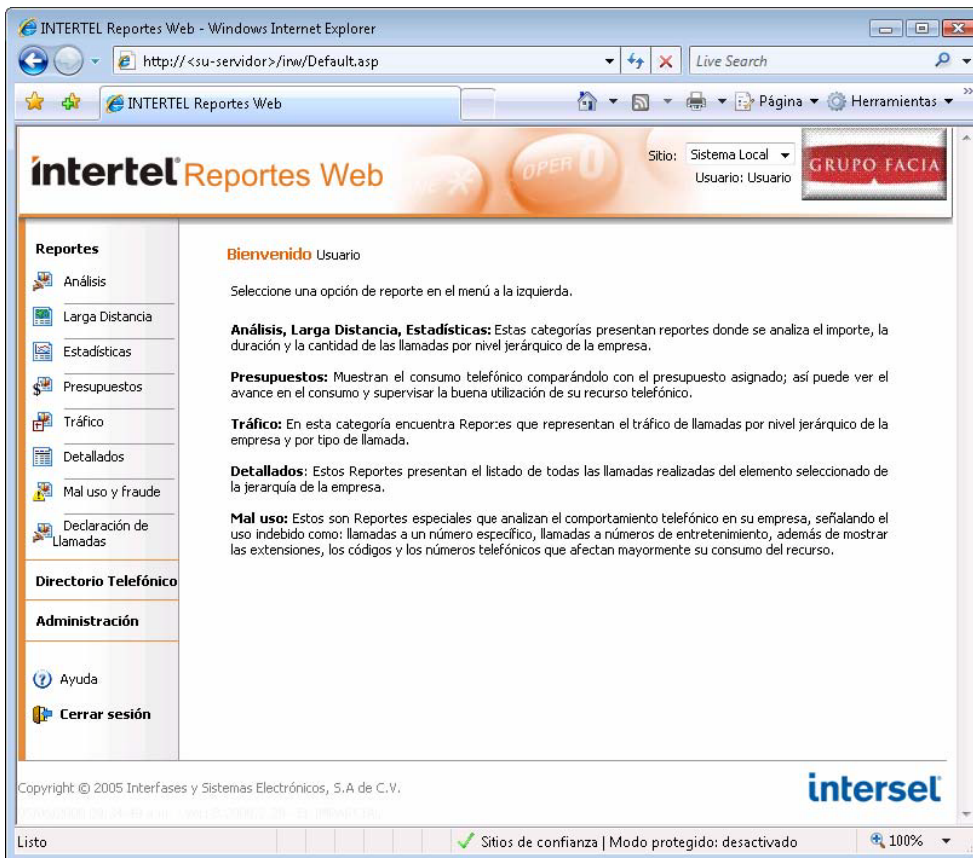 INTERTEL Reportes Web - Windows Internet Explorer
http://<su-servidor>/irw/Default.asp
Live Search
INTERTEL Reportes Web
Página
Herramientas
intertel Reportes Web
OPER 0
Sitio: Sistema Local
Usuario: Usuario
GRUPO FACIA
Reportes
Análisis
Larga Distancia
Estadísticas
Presupuestos
Tráfico
Detallados
Mal uso y fraude
Declaración de
Llamadas
Directorio Telefónico
Administración
Ayuda
Cerrar sesión
Bienvenido Usuario
Seleccione una opción de reporte en el menú a la izquierda.
Análisis, Larga Distancia, Estadísticas: Estas categorías presentan reportes donde se analiza el importe, la
duración y la cantidad de las llamadas por nivel jerárquico de la empresa.
Presupuestos: Muestran el consumo telefónico comparándolo con el presupuesto asignado; así puede ver el
avance en el consumo y supervisar la buena utilización de su recurso telefónico.
Tráfico: En esta categoría encuentra Reportes que representan el tráfico de llamadas por nivel jerárquico de la
empresa y por tipo de llamada.
Detallados: Estos Reportes presentan el listado de todas las llamadas realizadas del elemento seleccionado de
la jerarquía de la empresa.
Mal uso: Estos son Reportes especiales que analizan el comportamiento telefónico en su empresa, señalando el
uso indebido como: llamadas a un número específico, llamadas a números de entretenimiento, además de mostrar
las extensiones, los códigos y los números telefónicos que afectan mayormente su consumo del recurso.
Copyright © 2005 Interfases y Sistemas Electrónicos, S.A de C.V.
intersel
Listo
Sitios de confianza | Modo protegido: desactivado
100%